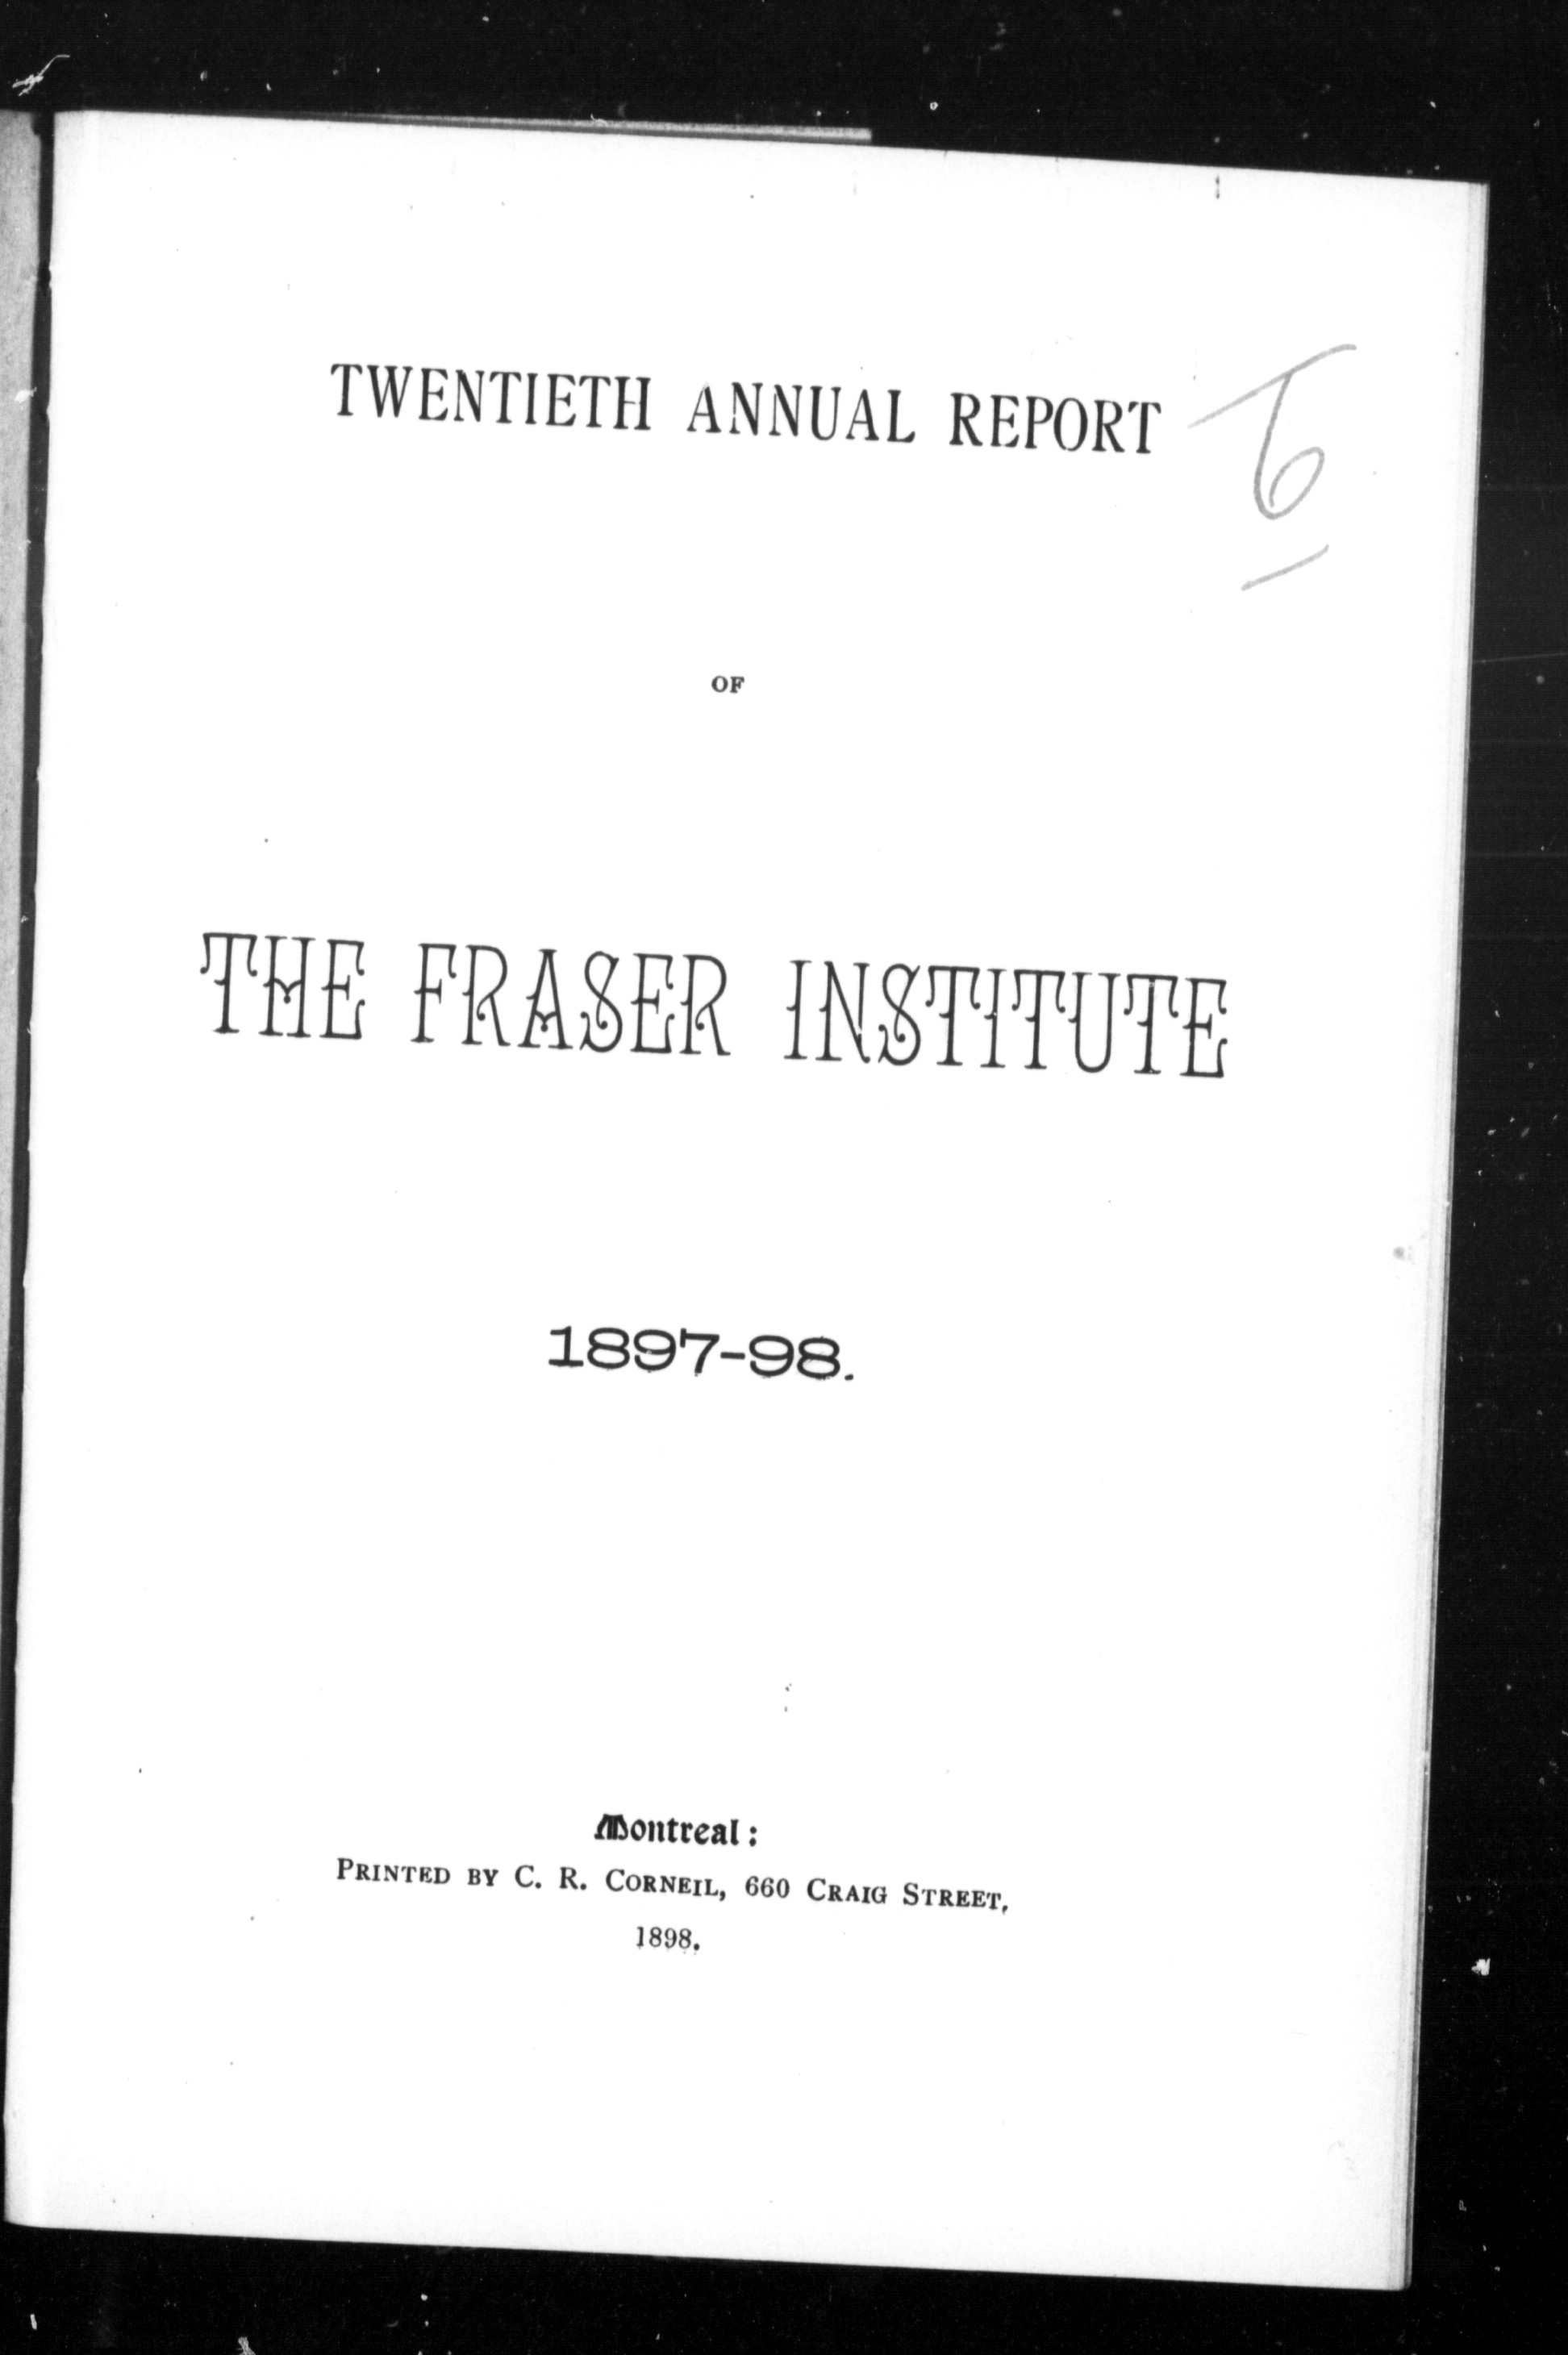 TWENTIETH ANNUAL REPORT
OF
THE FRASER INSTITUTE
1897-98.
Montreal:
PRINTED BY C. R. CORNEIL, 660 CRAIG STREET,
1898.